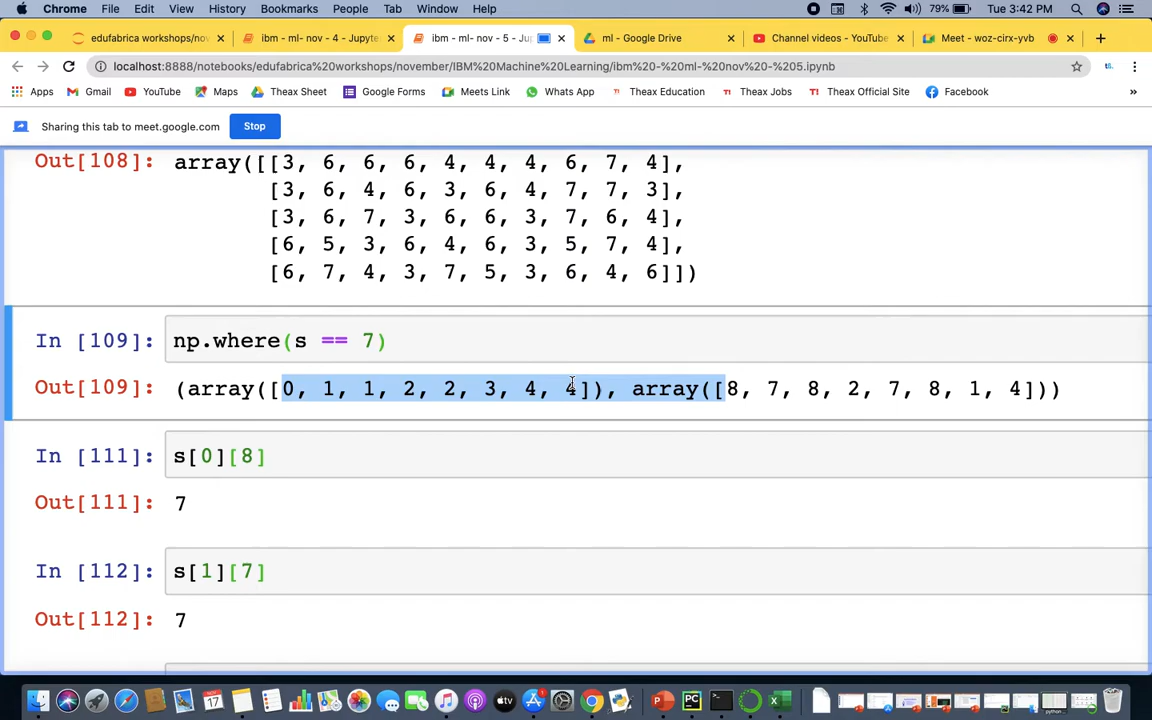 Chrome File Edit View History Bookmarks People Tab Window Help 79% Tue 3:42 PM
edufabrica workshops/nov ibm - ml- nov - 4 - Jupyte ibm - ml- nov - 5 - Ju ml - Google Drive Channel videos - YouTube Meet - woz-cirx-yvb
localhost:8888/notebooks/edufabrica%20workshops/november/IBM%20Machine%20Learning/ibm%20-%20ml-%20nov%20-%205.ipynb
Apps Gmail YouTube Maps Theax Sheet Google Forms Meets Link Whats App Theax Education Theax Jobs Theax Official Site Facebook »
Sharing this tab to meet.google.com Stop
Out[108]: array([[3, 6, 6, 6, 4, 4, 4, 6, 7, 4],
[3, 6, 4, 6, 3, 6, 4, 7, 7, 3],
[3, 6, 7, 3, 6, 6, 3, 7, 6, 4],
[6, 5, 3, 6, 4, 6, 3, 5, 7, 4],
[6, 7, 4, 3, 7, 5, 3, 6, 4, 6]])
In [109]: np.where(s == 7)
Out[109]: (array([0, 1, 1, 2, 2, 3, 4, 4]), array([8, 7, 8, 2, 7, 8, 1, 4]))
In [111]: s[0][8]
Out[111]: 7
In [112]: s[1][7]
Out[112]: 7